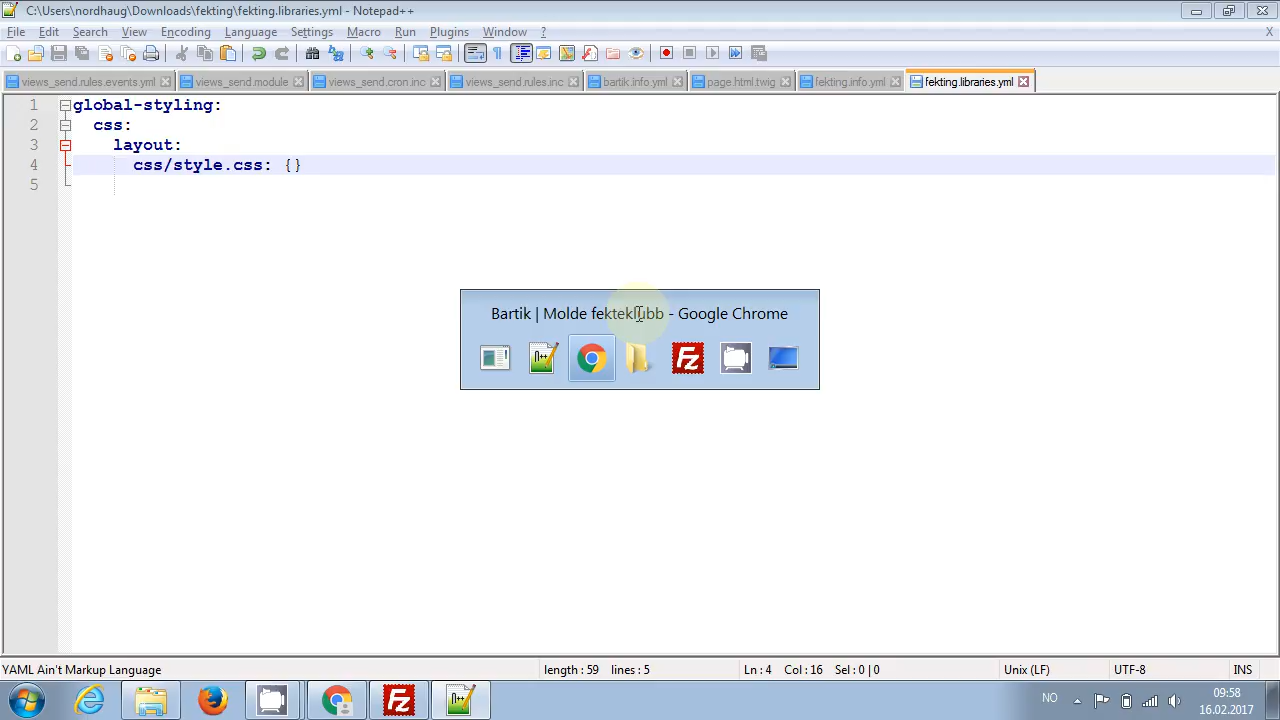 C:\Users\nordhaug\Downloads\fekting\fekting.libraries.yml - Notepad++
File Edit Search View Encoding Language Settings Macro Run Plugins Window ? X
views_send.rules.events.yml views_send.module views_send.cron.inc views_send.rules.inc bartik.info.yml page.html.twig fekting.info.yml fekting.libraries.yml
1 global-styling:
2 css:
3 layout:
4 css/style.css: {}
5
Bartik | Molde fekteklubb - Google Chrome
YAML Ain't Markup Language length : 59 lines : 5 Ln : 4 Col : 16 Sel : 0 | 0 Unix (LF) UTF-8 INS
NO 09:58
16.02.2017